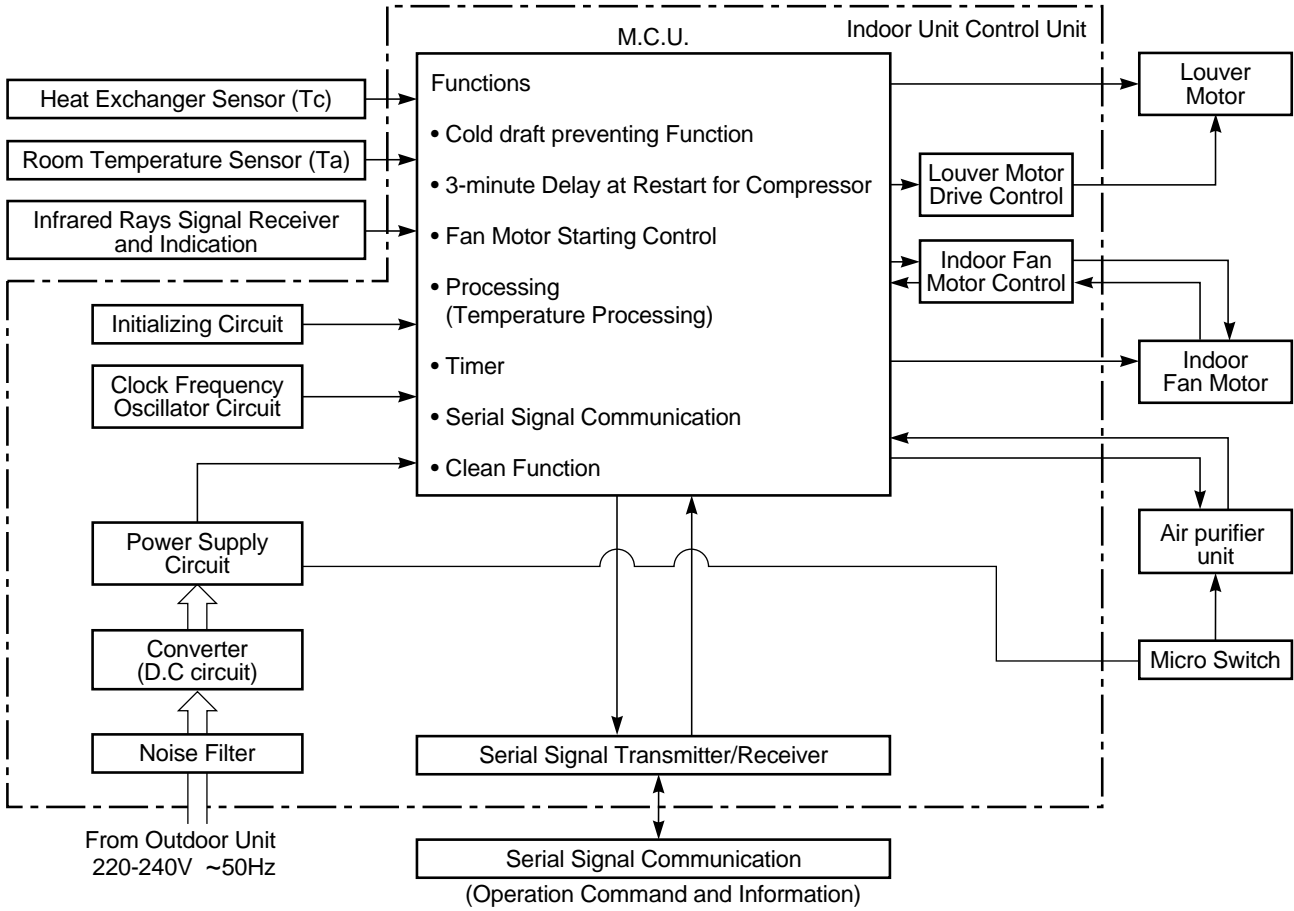 Indoor Unit Control Unit
M.C.U.
Functions
• Cold draft preventing Function
• 3-minute Delay at Restart for Compressor
• Fan Motor Starting Control
• Processing
(Temperature Processing)
• Timer
• Serial Signal Communication
• Clean Function
Heat Exchanger Sensor (Tc)
Room Temperature Sensor (Ta)
Infrared Rays Signal Receiver
and Indication
Initializing Circuit
Clock Frequency
Oscillator Circuit
Power Supply
Circuit
Converter
(D.C circuit)
Noise Filter
From Outdoor Unit
220-240V ~50Hz
Louver
Motor
Louver Motor
Drive Control
Indoor Fan
Motor Control
Indoor
Fan Motor
Air purifier
unit
Micro Switch
Serial Signal Transmitter/Receiver
Serial Signal Communication
(Operation Command and Information)